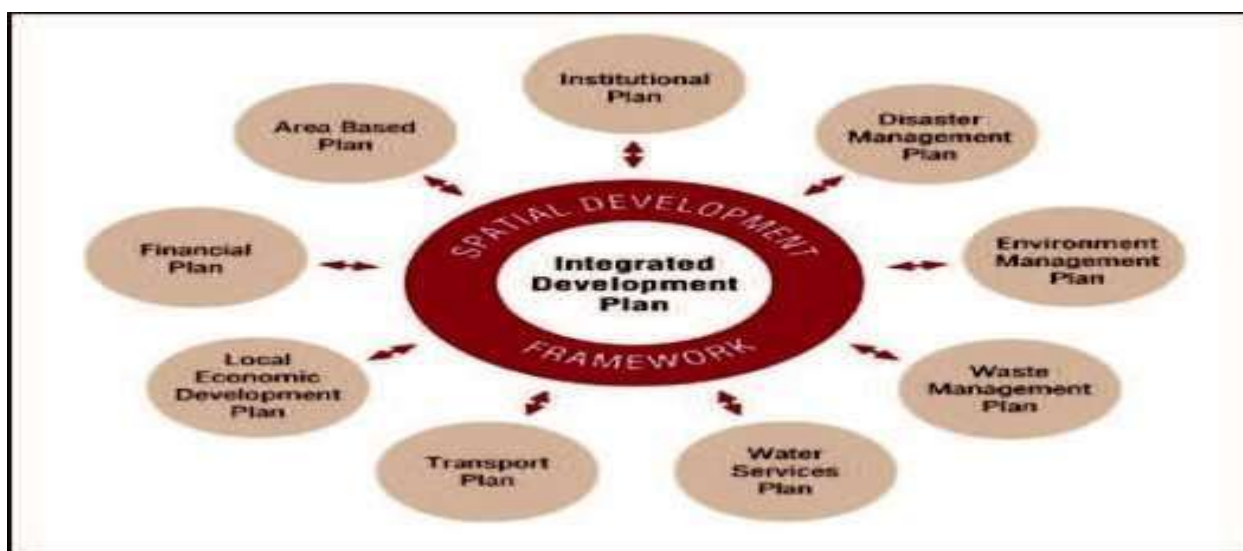 Institutional
Plan
Disaster
Management
Plan
Area Based
Plan
SPATIAL DEVELOPMENT
FRAMEWORK
Integrated
Development
Plan
Financial
Plan
Environment
Management
Plan
Local
Economic
Development
Plan
Waste
Management
Plan
Transport
Plan
Water
Services
Plan